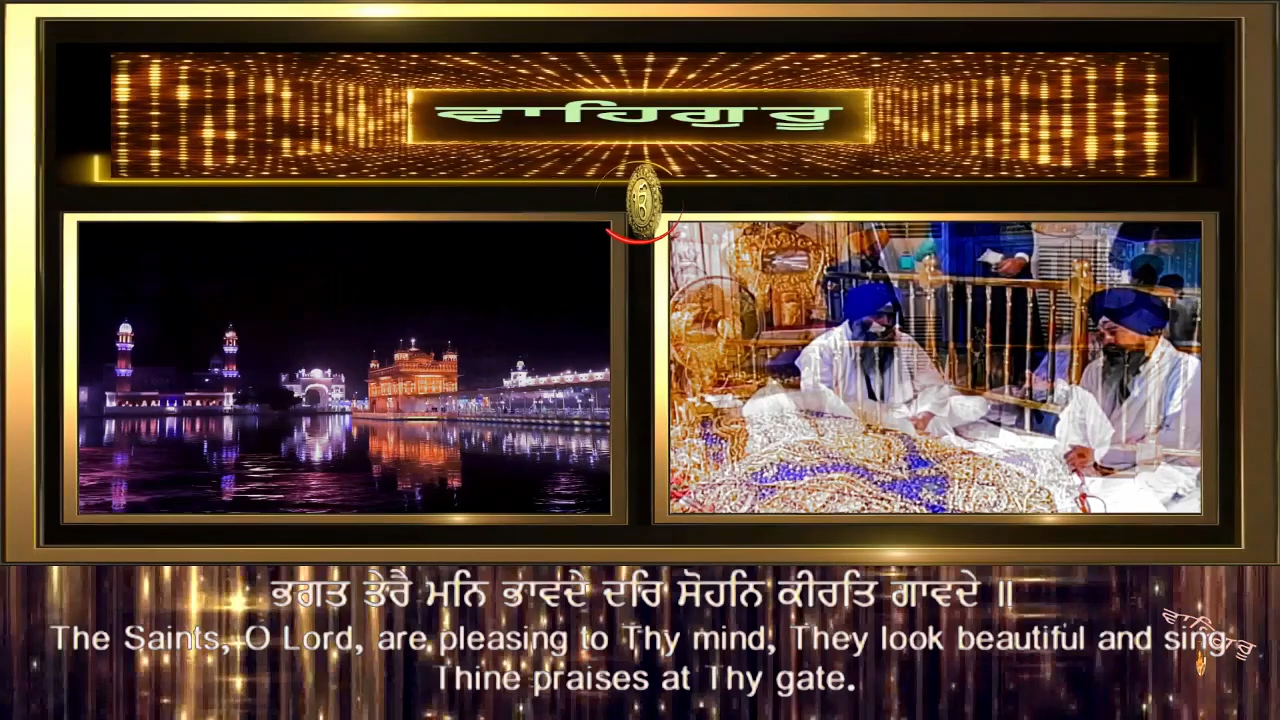 ਵਾਹਿਗੁਰੂ
ੴ
ਭਗਤ ਤੇਰੈ ਮਨਿ ਭਾਵਦੇ ਦਰਿ ਸੋਹਨਿ ਕੀਰਤਿ ਗਾਵਦੇ ॥
The Saints, O Lord, are pleasing to Thy mind, They look beautiful and sing
Thine praises at Thy gate.
ਵਾਹਿਗੁਰੂ